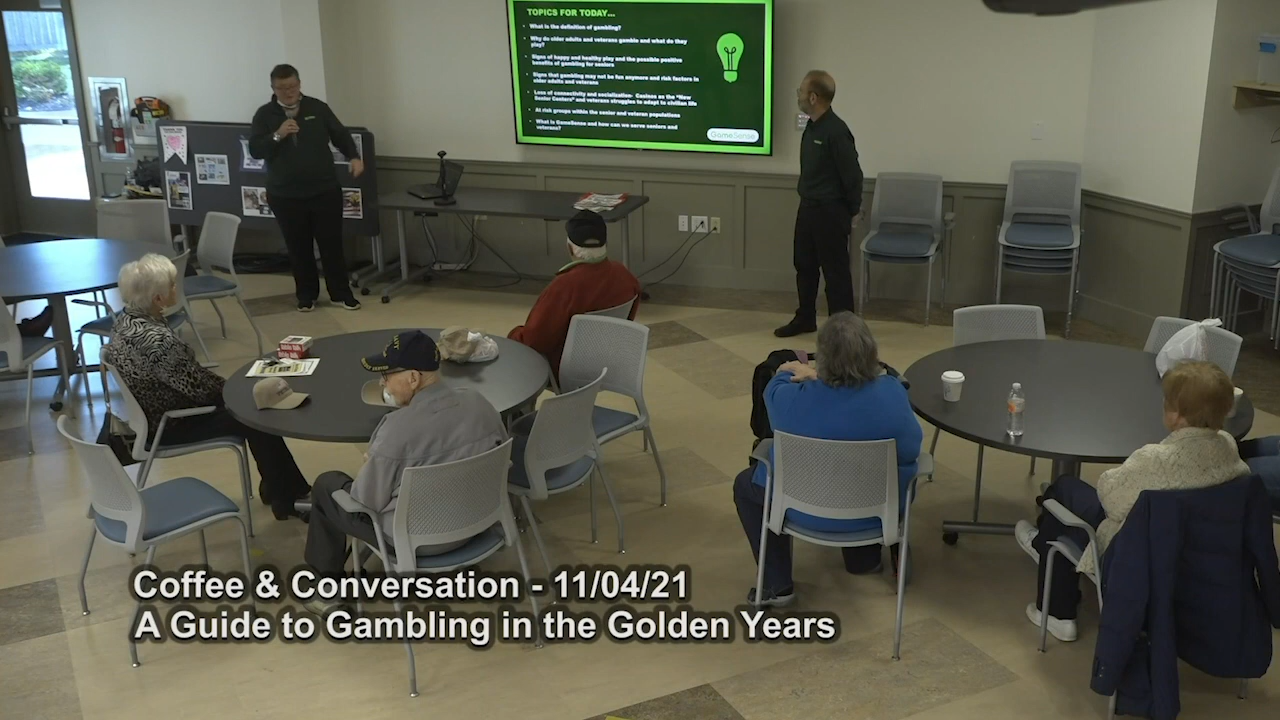 TOPICS FOR TODAY...
• What is the definition of gambling?
• Why do older adults and veterans gamble and what do they
play?
• Signs of happy and healthy play and the possible positive
benefits of gambling for seniors
• Signs that gambling may not be fun anymore and risk factors in
older adults and veterans
• Loss of connectivity and socialization- Casinos as the "New
Senior Centers" and veterans struggles to adapt to civilian life
• At risk groups within the senior and veteran populations
• What is GameSense and how can we serve seniors and
veterans?
GameSense
NAVY
Coffee & Conversation - 11/04/21
A Guide to Gambling in the Golden Years